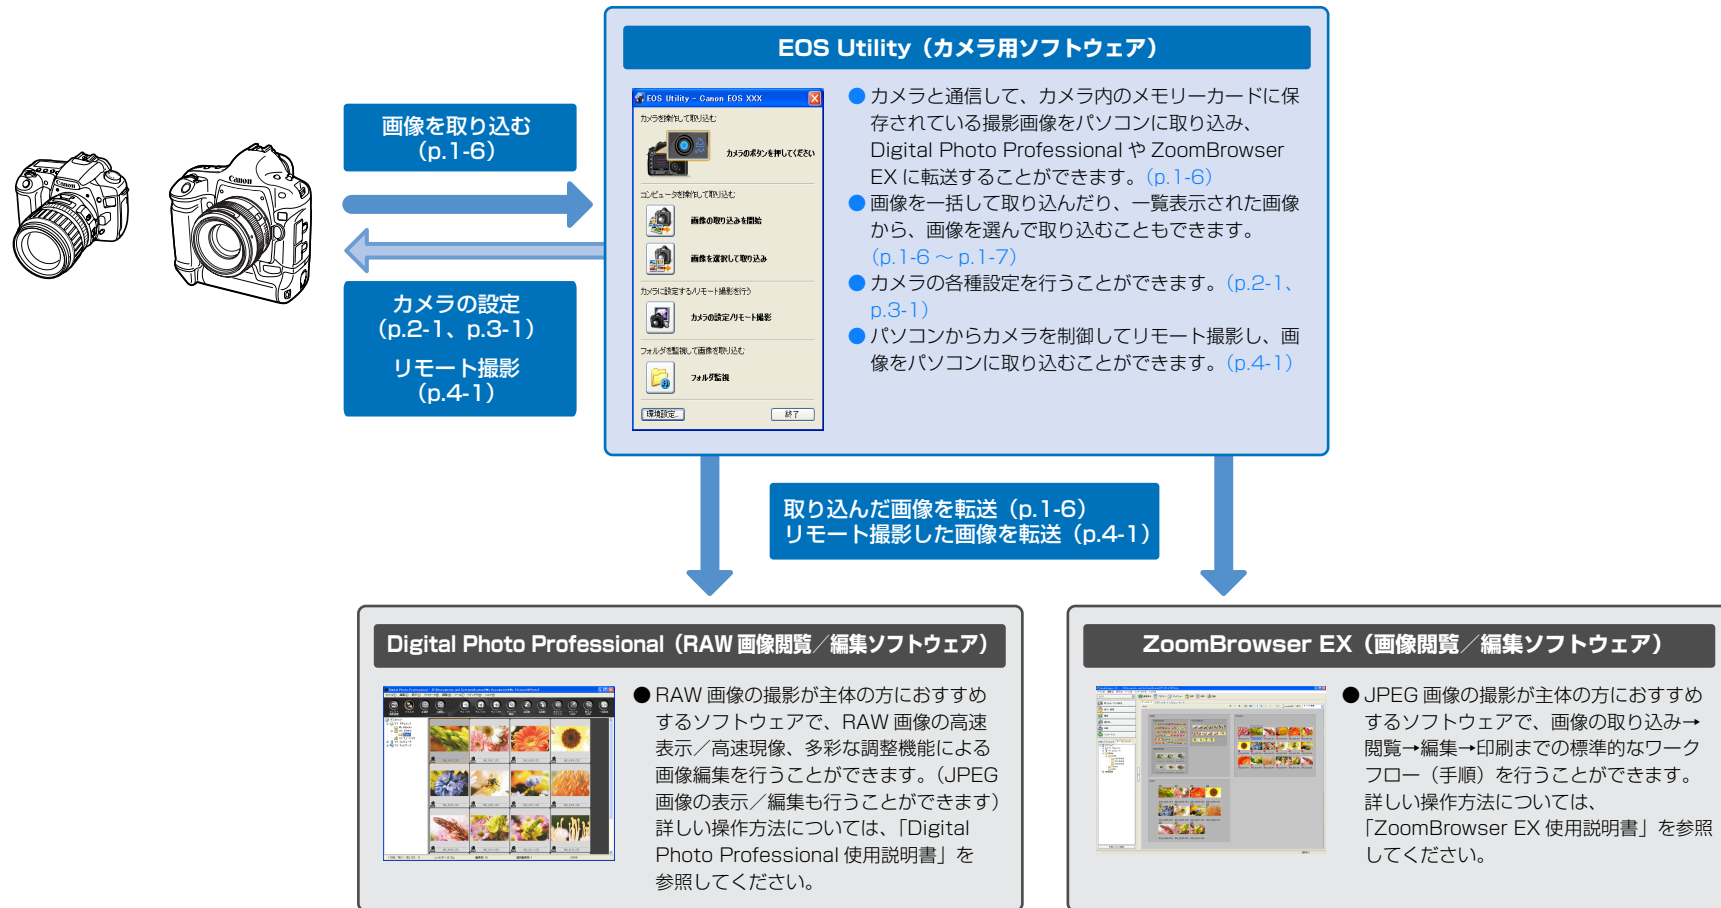 EOS Utility（カメラ用ソフトウェア）
画像を取り込む
（p.1-6）
カメラの設定
（p.2-1、p.3-1）
リモート撮影
（p.4-1）
Canon
Canon
EOS Utility - Canon EOS XXX
カメラを操作して取り込む
カメラのボタンを押してください
コンピュータを操作して取り込む
画像の取り込みを開始
画像を選択して取り込み
カメラに設定する/リモート撮影を行う
カメラの設定/リモート撮影
フォルダを監視して画像を取り込む
フォルダ監視
環境設定...
終了
●カメラと通信して、カメラ内のメモリーカードに保
存されている撮影画像をパソコンに取り込み、
Digital Photo Professional や ZoomBrowser
EX に転送することができます。（p.1-6）
●画像を一括して取り込んだり、一覧表示された画像
から、画像を選んで取り込むこともできます。
（p.1-6 ～ p.1-7）
●カメラの各種設定を行うことができます。（p.2-1、
p.3-1）
●パソコンからカメラを制御してリモート撮影し、画
像をパソコンに取り込むことができます。（p.4-1）
取り込んだ画像を転送（p.1-6）
リモート撮影した画像を転送（p.4-1）
Digital Photo Professional（RAW 画像閲覧／編集ソフトウェア）
●RAW 画像の撮影が主体の方におすすめ
するソフトウェアで、RAW 画像の高速
表示／高速現像、多彩な調整機能による
画像編集を行うことができます。（JPEG
画像の表示／編集も行うことができます）
詳しい操作方法については、「Digital
Photo Professional 使用説明書」を
参照してください。
ZoomBrowser EX（画像閲覧／編集ソフトウェア）
●JPEG 画像の撮影が主体の方におすすめ
するソフトウェアで、画像の取り込み→
閲覧→編集→印刷までの標準的なワーク
フロー（手順）を行うことができます。
詳しい操作方法については、
「ZoomBrowser EX 使用説明書」を参照
してください。